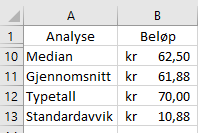 A B
1 Analyse Beløp
10 Median kr 62,50
11 Gjennomsnitt kr 61,88
12 Typetall kr 70,00
13 Standardavvik kr 10,88